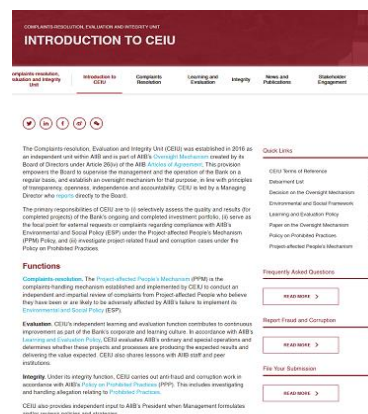 COMPLAINTS-RESOLUTION, EVALUATION AND INTEGRITY UNIT
INTRODUCTION TO CEIU
Complaints-resolution,
Evaluation and Integrity
Unit
Introduction to
CEIU
Complaints
Resolution
Learning and
Evaluation
Integrity
News and
Publications
Stakeholder
Engagement
The Complaints-resolution, Evaluation and Integrity Unit (CEIU) was established in 2016 as
an independent unit within AIIB and is part of AIIB's Oversight Mechanism created by its
Board of Directors under Article 26(iv) of the AIIB Articles of Agreement. This provision
empowers the Board to supervise the management and the operation of the Bank on a
regular basis, and establish an oversight mechanism for that purpose, in line with principles
of transparency, openness, independence and accountability. CEIU is led by a Managing
Director who reports directly to the Board.
The primary responsibilities of CEIU are to (i) selectively assess the quality and results (for
completed projects) of the Bank's ongoing and completed investment portfolio, (ii) serve as
the focal point for external requests or complaints regarding compliance with AIIB's
Environmental and Social Policy (ESP) under the Project-affected People's Mechanism
(PPM) Policy, and (iii) investigate project-related fraud and corruption cases under the
Policy on Prohibited Practices.
Functions
Complaints-resolution. The Project-affected People's Mechanism (PPM) is the
complaints-handling mechanism established and implemented by CEIU to conduct an
independent and impartial review of complaints from Project-affected People who believe
they have been or are likely to be adversely affected by AIIB's failure to implement its
Environmental and Social Policy (ESP).
Evaluation. CEIU's independent learning and evaluation function contributes to continuous
improvement as part of the Bank's corporate and learning culture. In accordance with AIIB's
Learning and Evaluation Policy, CEIU evaluates AIIB's ordinary and special operations and
determines whether these projects and processes are producing the expected results and
delivering the value expected. CEIU also shares lessons with AIIB staff and peer
institutions.
Integrity. Under its integrity function, CEIU carries out anti-fraud and corruption work in
accordance with AIIB's Policy on Prohibited Practices (PPP). This includes investigating
and handling allegation relating to Prohibited Practices.
CEIU also provides independent input to AIIB's President when Management formulates
and/or reviews policies and strategies
Quick Links
CEIU Terms of Reference
Debarment List
Decision on the Oversight Mechanism
Environmental and Social Framework
Learning and Evaluation Policy
Paper on the Oversight Mechanism
Policy on Prohibited Practices
Project-affected People's Mechanism
Frequently Asked Questions
READ MORE >
Report Fraud and Corruption
READ MORE >
File Your Submission
READ MORE >